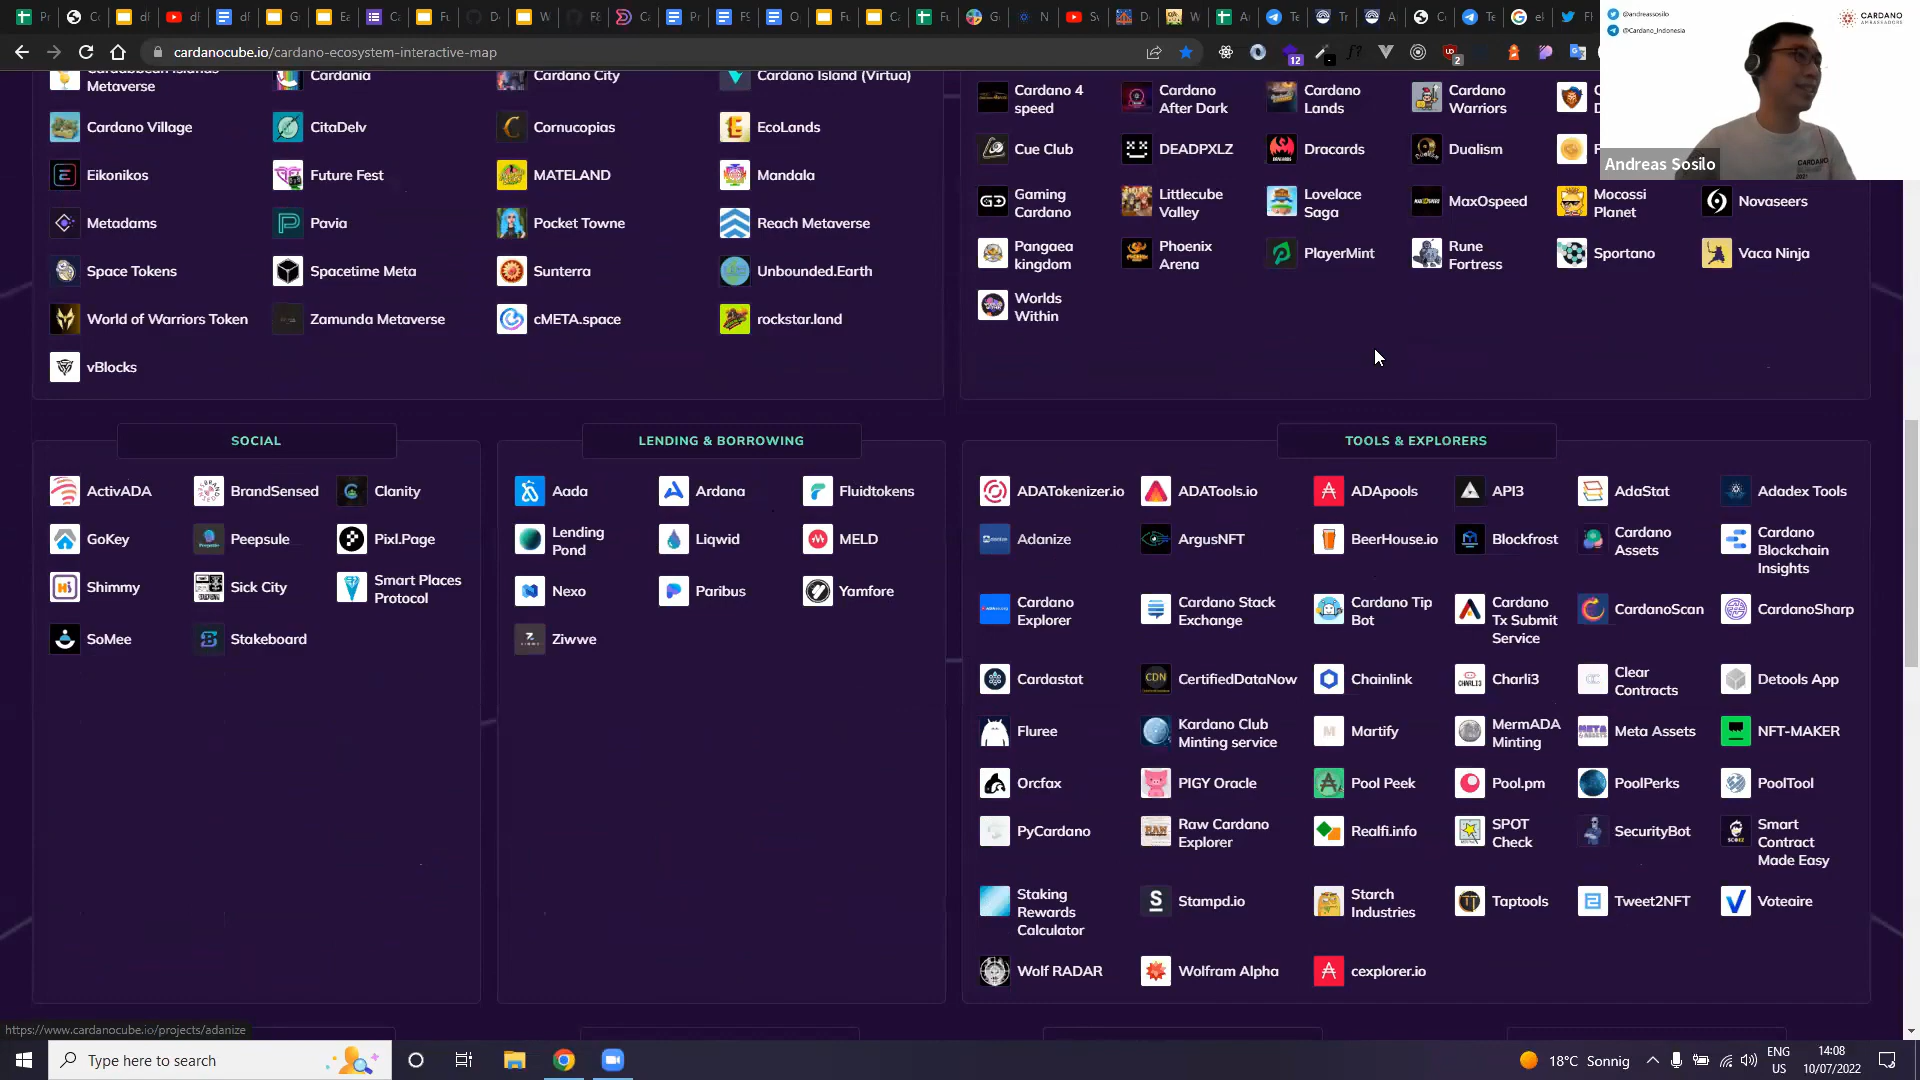 cardanocube.io/cardano-ecosystem-interactive-map
12
2
@andreassosilo
@Cardano_Indonesia
CARDANO
Andreas Sosilo
Metaverse
Cardania
Cardano City
Cardano Island (Virtua)
Cardano Village
CitaDelv
Cornucopias
EcoLands
Eikonikos
Future Fest
MATELAND
Mandala
Metadams
Pavia
Pocket Towne
Reach Metaverse
Space Tokens
Spacetime Meta
Sunterra
Unbounded.Earth
World of Warriors Token
Zamunda Metaverse
cMETA.space
rockstar.land
vBlocks
Cardano 4
speed
Cardano
After Dark
Cardano
Lands
Cardano
Warriors
Cue Club
DEADPXLZ
Dracards
Dualism
Gaming
Cardano
Littlecube
Valley
Lovelace
Saga
MaxOspeed
Mocossi
Planet
Novaseers
Pangaea
kingdom
Phoenix
Arena
PlayerMint
Rune
Fortress
Sportano
Vaca Ninja
Worlds
Within
SOCIAL
ActivADA
BrandSensed
Clanity
GoKey
Peepsule
Pixl.Page
Shimmy
Sick City
Smart Places
Protocol
SoMee
Stakeboard
LENDING & BORROWING
Aada
Ardana
Fluidtokens
Lending
Pond
Liqwid
MELD
Nexo
Paribus
Yamfore
Ziwwe
TOOLS & EXPLORERS
ADATokenizer.io
ADATools.io
ADApools
API3
AdaStat
Adadex Tools
Adanize
ArgusNFT
BeerHouse.io
Blockfrost
Cardano
Assets
Cardano
Blockchain
Insights
Cardano
Explorer
Cardano Stack
Exchange
Cardano Tip
Bot
Cardano
Tx Submit
Service
CardanoScan
CardanoSharp
Cardastat
CDN
CertifiedDataNow
Chainlink
CHARLI3
Charli3
Clear
Contracts
Detools App
Fluree
Kardano Club
Minting service
Martify
MermADA
Minting
Meta Assets
NFT-MAKER
Orcfax
PIGY Oracle
Pool Peek
Pool.pm
PoolPerks
PoolTool
PyCardano
RAW
Raw Cardano
Explorer
Realfi.info
SPOT
Check
SecurityBot
Smart
Contract
Made Easy
Staking
Rewards
Calculator
Stampd.io
Starch
Industries
Taptools
Tweet2NFT
Voteaire
Wolf RADAR
Wolfram Alpha
cexplorer.io
https://www.cardanocube.io/projects/adanize
Type here to search
18°C Sonnig
ENG
US
14:08
10/07/2022